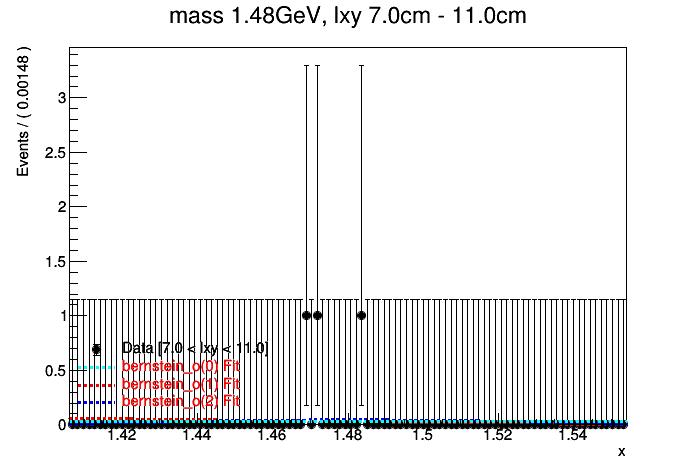 mass 1.48GeV, lxy 7.0cm - 11.0cm
Events / ( 0.00148 )
3
2.5
2
1.5
1
0.5
0
Data [7.0 < lxy < 11.0]
bernstein_o(0) Fit
bernstein_o(1) Fit
bernstein_o(2) Fit
1.42 1.44 1.46 1.48 1.5 1.52 1.54
x